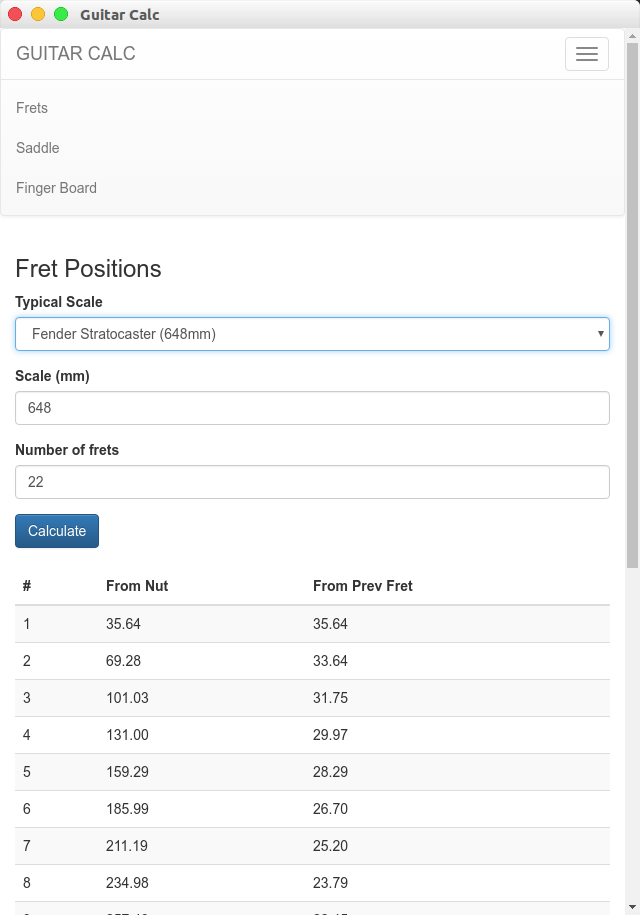 Guitar Calc
GUITAR CALC
Frets
Saddle
Finger Board
Fret Positions
Typical Scale
Fender Stratocaster (648mm)
Scale (mm)
648
Number of frets
22
Calculate
# From Nut From Prev Fret
1 35.64 35.64
2 69.28 33.64
3 101.03 31.75
4 131.00 29.97
5 159.29 28.29
6 185.99 26.70
7 211.19 25.20
8 234.98 23.79